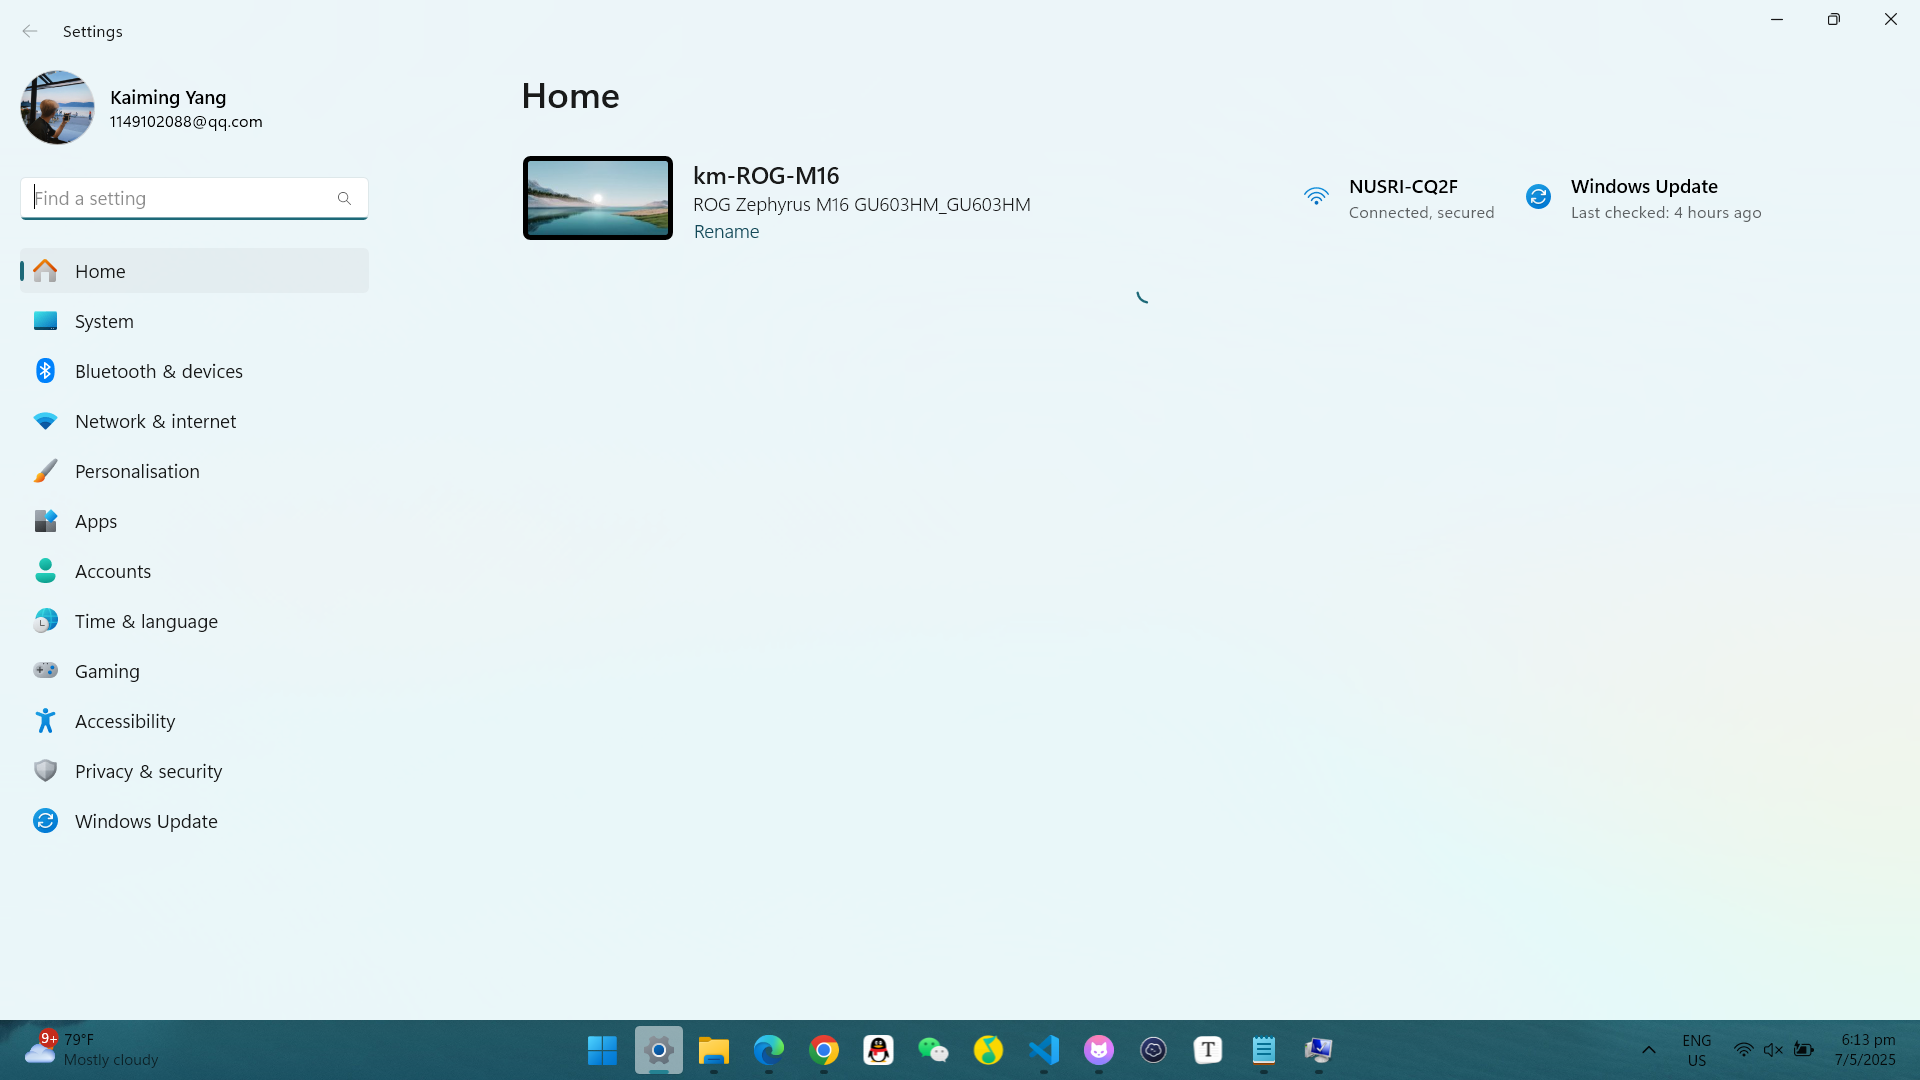 Settings
Kaiming Yang
1149102088@qq.com
Find a setting
Home
System
Bluetooth & devices
Network & internet
Personalisation
Apps
Accounts
Time & language
Gaming
Accessibility
Privacy & security
Windows Update
Home
km-ROG-M16
ROG Zephyrus M16 GU603HM_GU603HM
Rename
NUSRI-CQ2F
Connected, secured
Windows Update
Last checked: 4 hours ago
9+
79°F
Mostly cloudy
T
ENG
US
6:13 pm
7/5/2025